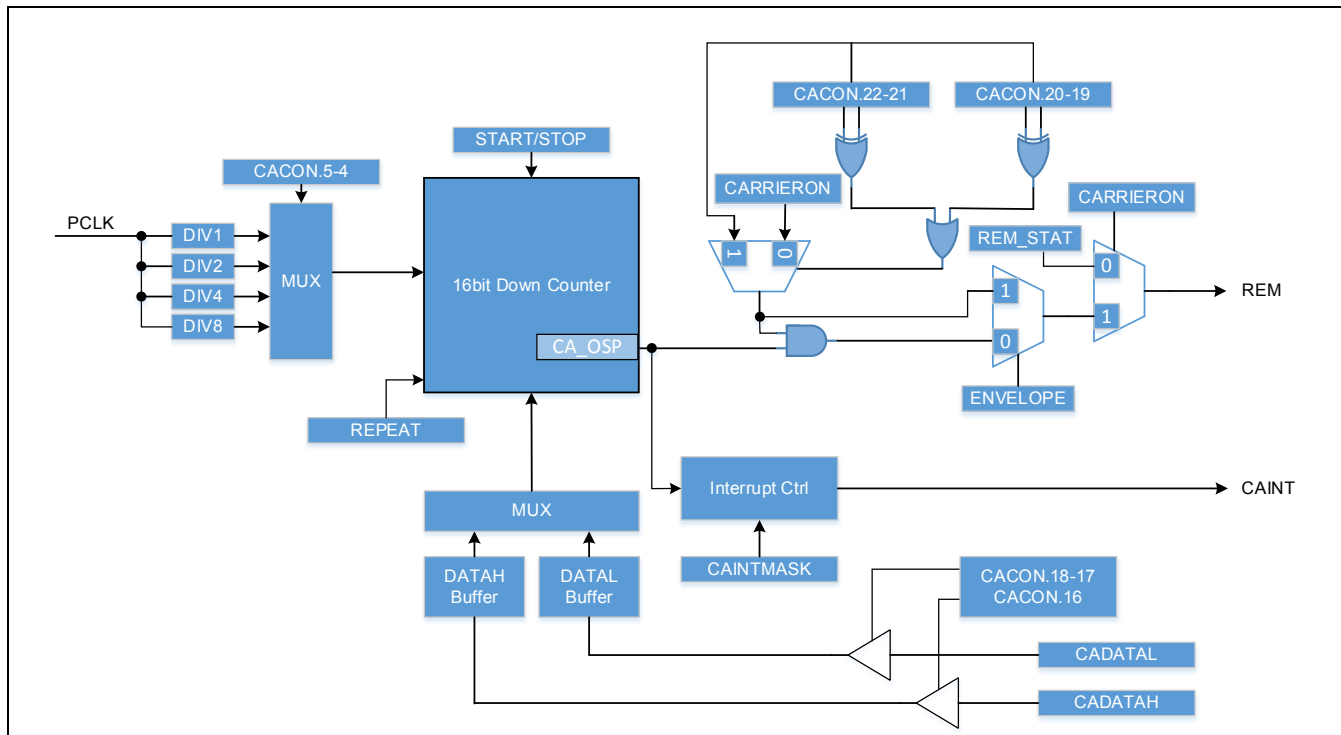 CACON.22-21
CACON.20-19
START/STOP
CACON.5-4
CARRIERON
CARRIERON
PCLK
DIV1
DIV2
DIV4
DIV8
MUX
16bit Down Counter
CA_OSP
1
0
REM_STAT
0
1
1
0
REM
ENVELOPE
REPEAT
MUX
Interrupt Ctrl
CAINT
DATAH
Buffer
DATAL
Buffer
CAINTMASK
CACON.18-17
CACON.16
CADATAL
CADATAH